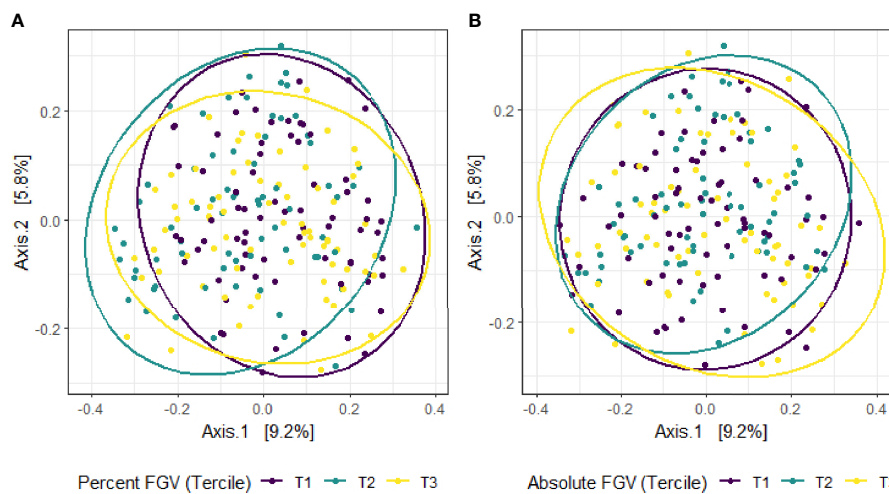 A
B
0.2
0.0
-0.2
Axis.2 [5.8%]
-0.4
-0.2
0.0
0.2
0.4
Axis.1 [9.2%]
Percent FGV (Tercile) T1 T2 T3
0.2
0.0
-0.2
Axis.2 [5.8%]
-0.4
-0.2
0.0
0.2
0.4
Axis.1 [9.2%]
Absolute FGV (Tercile) T1 T2 T